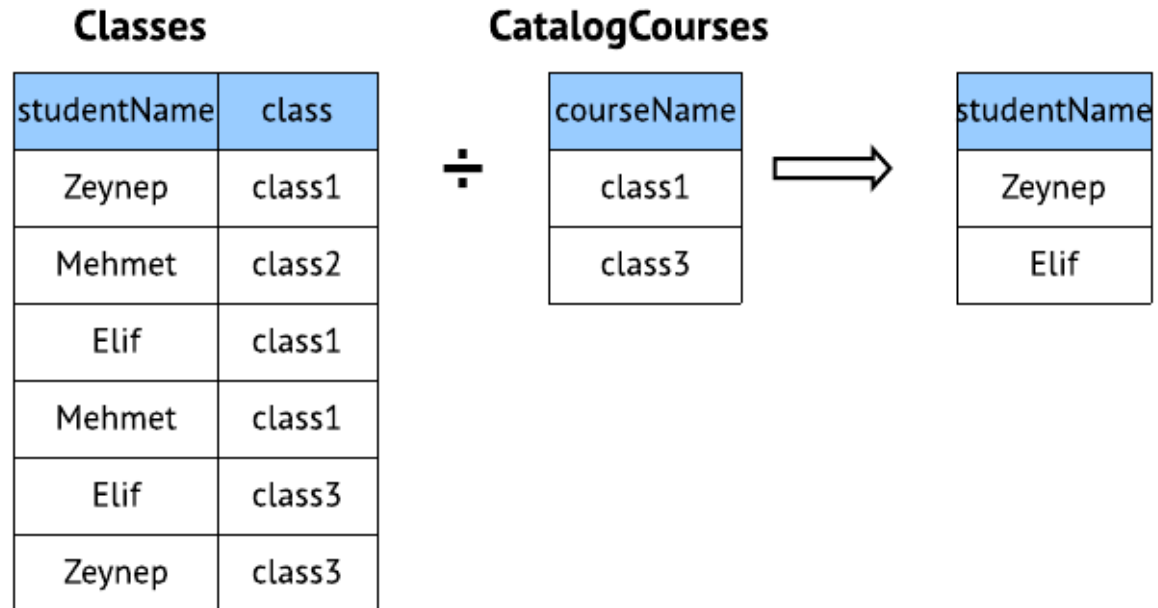 Classes CatalogCourses
studentName class courseName studentName
Zeynep class1 ÷ class1 Zeynep
Mehmet class2 class3 Elif
Elif class1
Mehmet class1
Elif class3
Zeynep class3